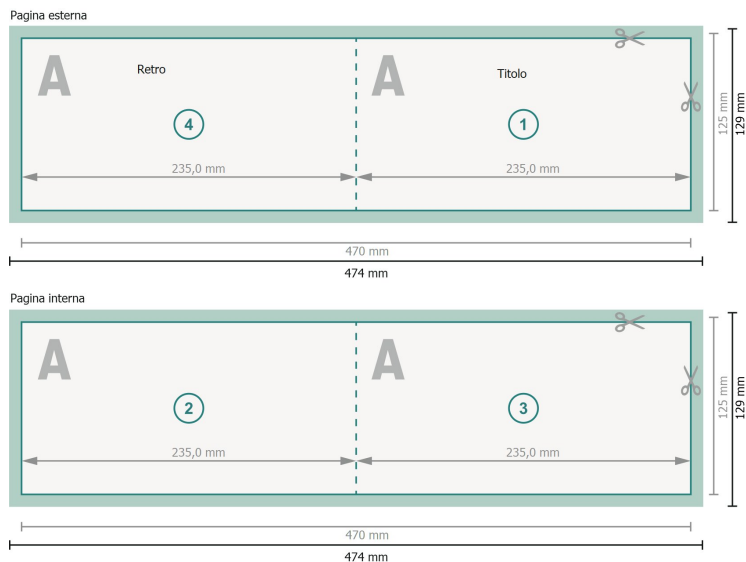 Pagina esterna
A
Retro
A
Titolo
4
1
235,0 mm
235,0 mm
125 mm
129 mm
470 mm
474 mm
Pagina interna
A
A
2
3
235,0 mm
235,0 mm
125 mm
129 mm
470 mm
474 mm